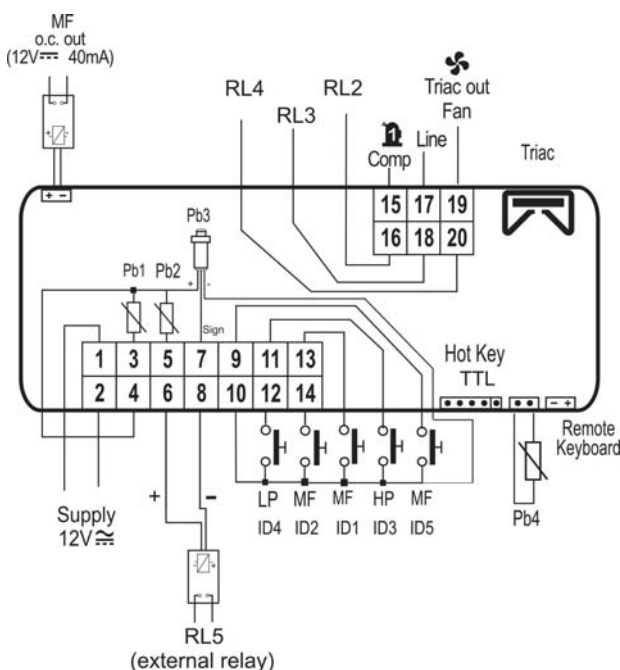 MF
o.c. out
(12V⎓ 40mA)
+ -
RL4
RL3
RL2
1
Comp
Line
Triac out
Fan
Triac
15 17 19
16 18 20
Pb3
+ -
Pb1 Pb2
Sign
1 3 5 7 9 11 13
2 4 6 8 10 12 14
Hot Key
TTL
- +
Remote
Keyboard
Pb4
LP MF MF HP MF
ID4 ID2 ID1 ID3 ID5
Supply
12V≂
+ -
RL5
(external relay)